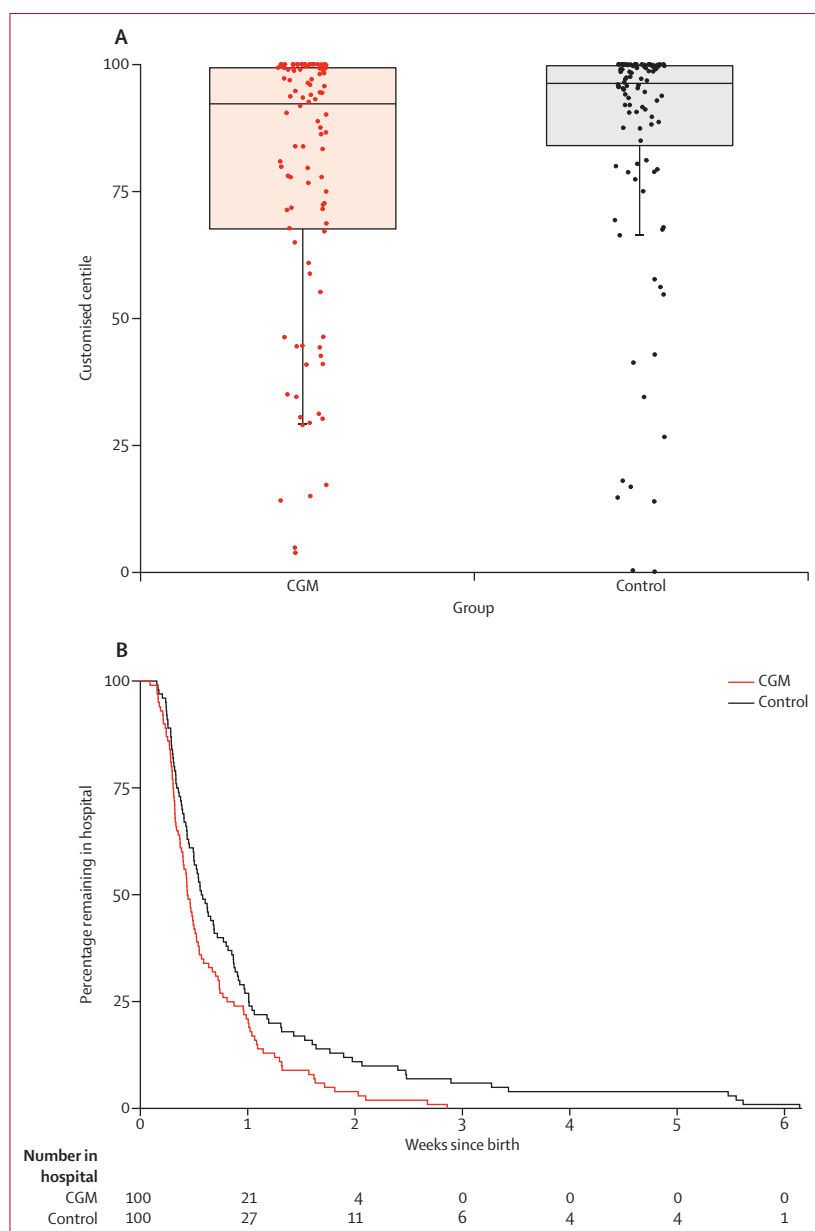 A
100
75
50
25
0
Customised centile
CGM
Control
Group
B
100
75
50
25
0
Percentage remaining in hospital
CGM
Control
0 1 2 3 4 5 6
Weeks since birth
Number in
hospital
CGM 100 21 4 0 0 0 0
Control 100 27 11 6 4 4 1